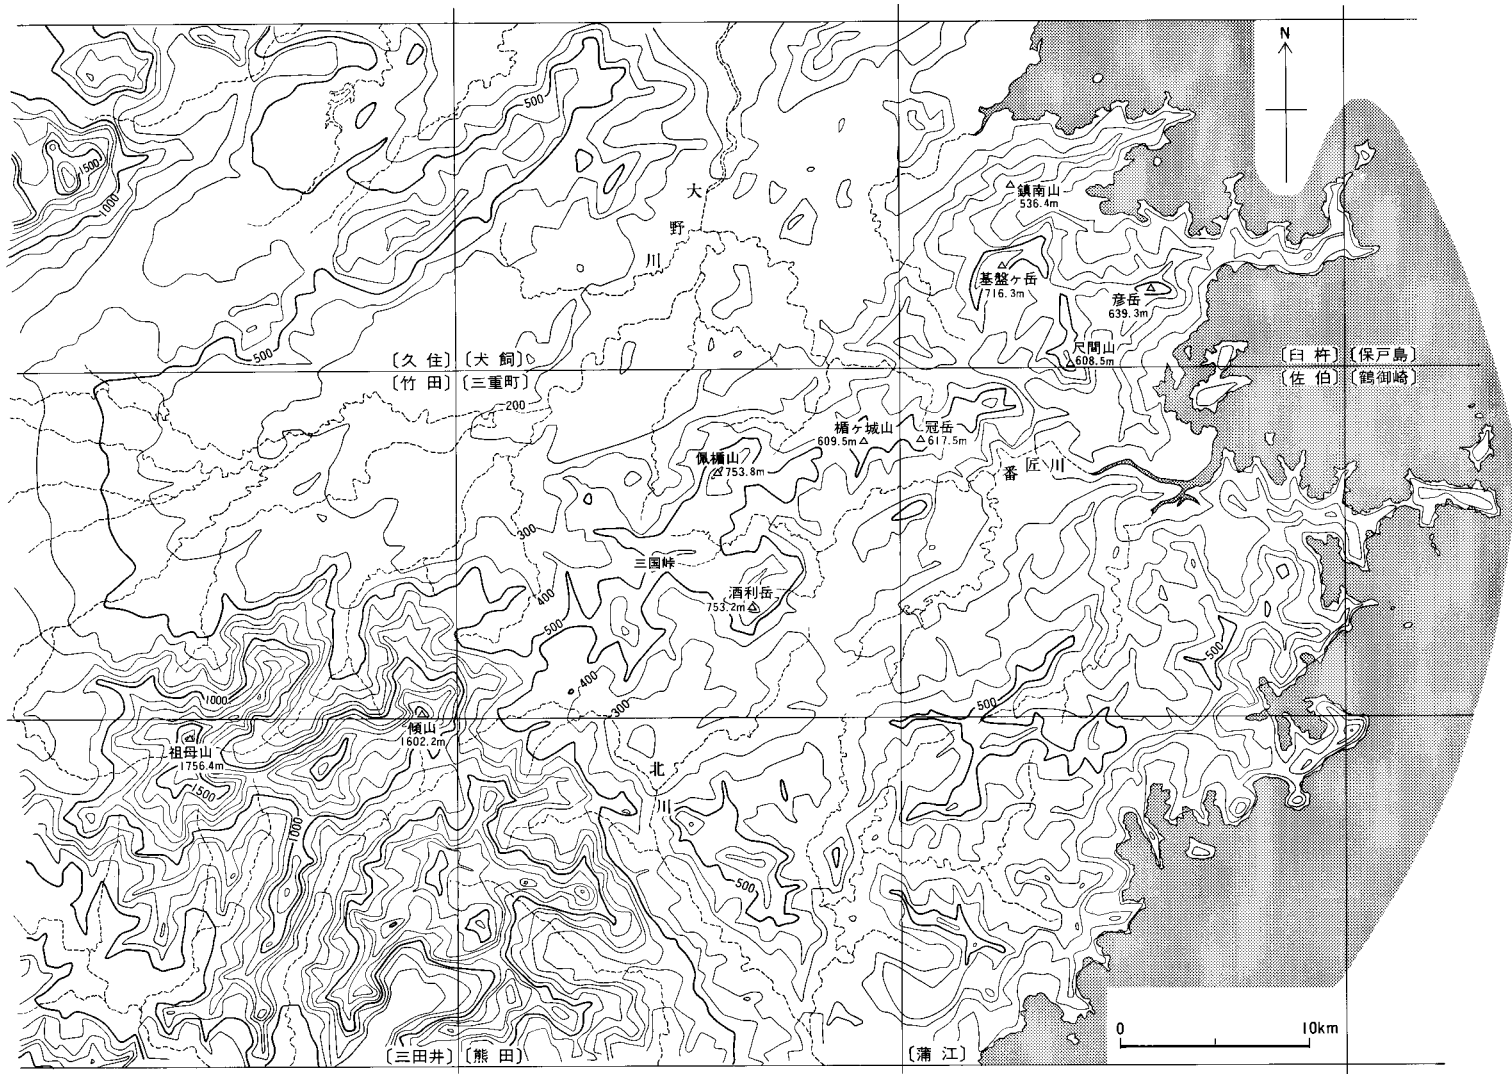 N
500
1500
1000
大
野
川
鎮南山
536.4m
碁盤ヶ岳
716.3m
彦岳
639.3m
尺間山
608.5m
500
〔久 住〕〔犬 飼〕
〔臼 杵〕〔保戸島〕
〔竹 田〕〔三重町〕
〔佐 伯〕〔鶴御崎〕
200
楯ヶ城山
609.5m
冠岳
617.5m
佩楯山
753.8m
番 匠 川
300
三国峠
酒利岳
753.2m
400
500
500
400
1000
300
500
傾山
1602.2m
祖母山
1756.4m
1500
北
川
1000
500
〔三田井〕〔熊 田〕
〔蒲 江〕
0 10km